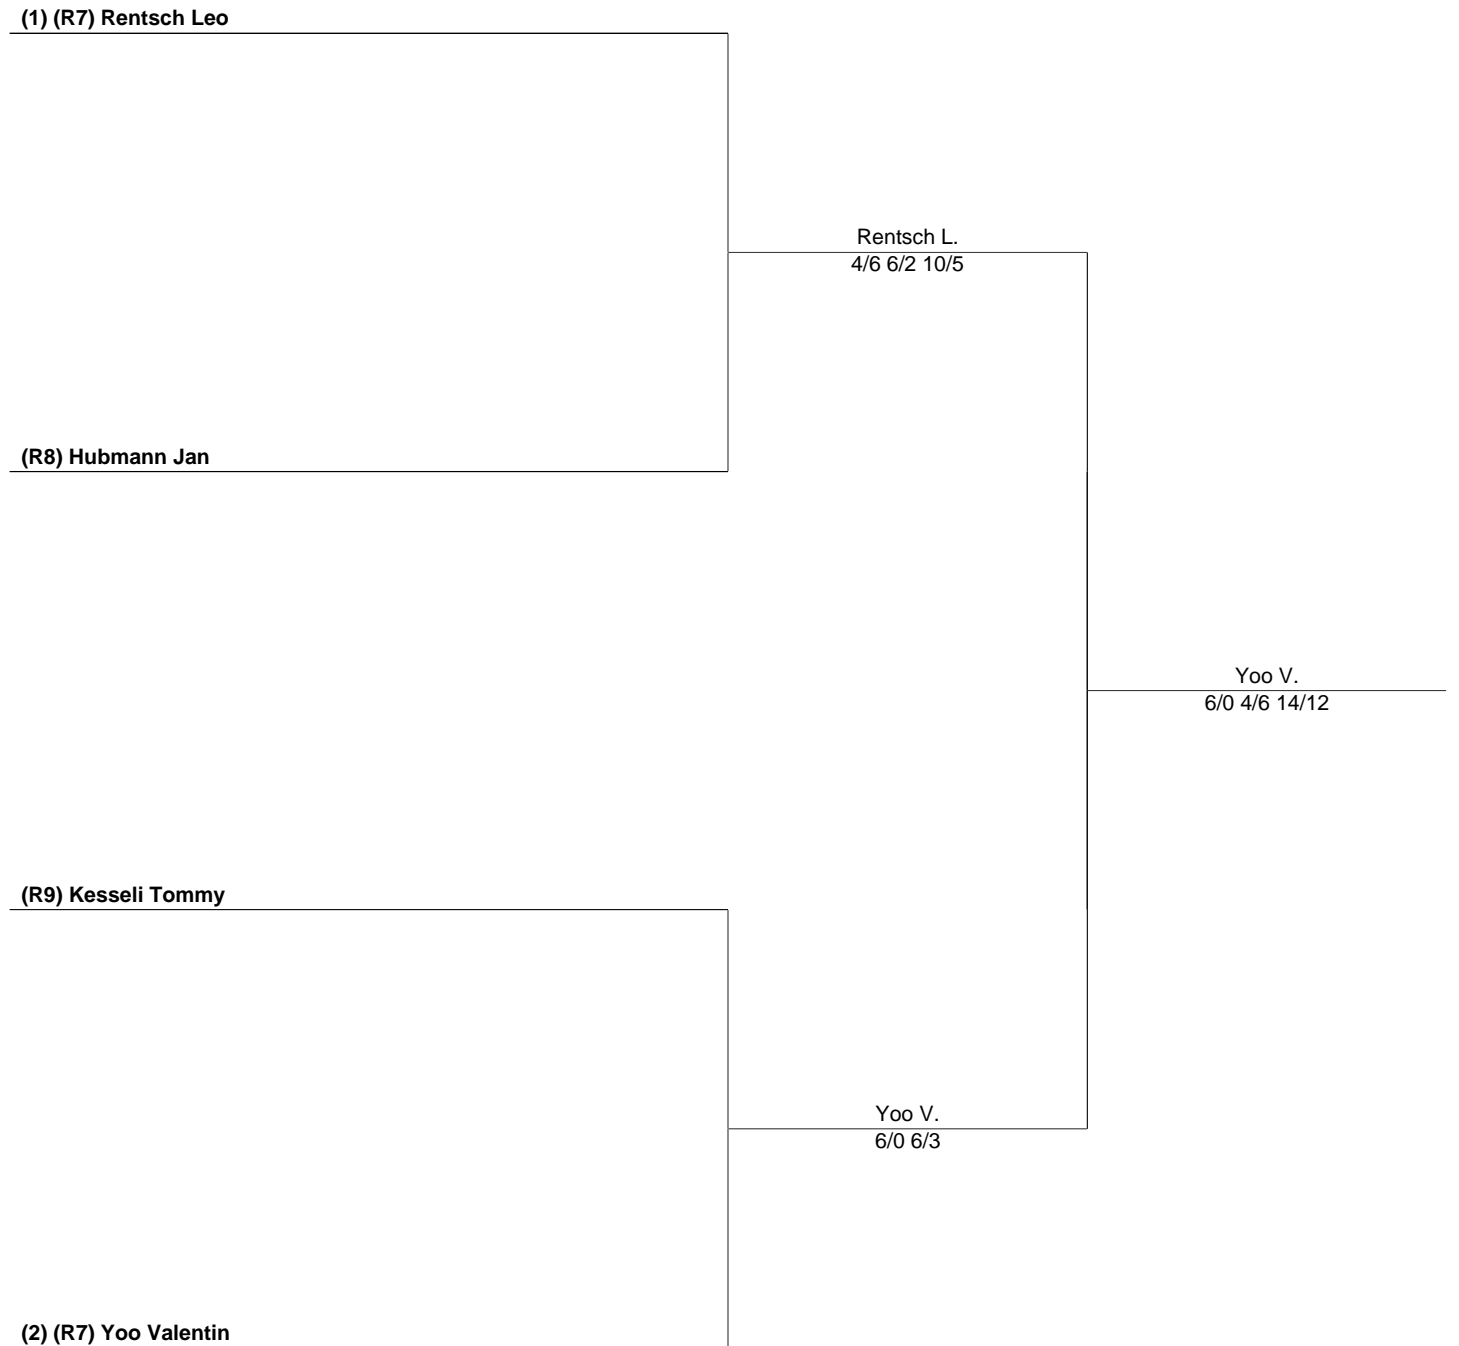 (1) (R7) Rentsch Leo
Rentsch L.
4/6 6/2 10/5
(R8) Hubmann Jan
Yoo V.
6/0 4/6 14/12
(R9) Kesseli Tommy
Yoo V.
6/0 6/3
(2) (R7) Yoo Valentin